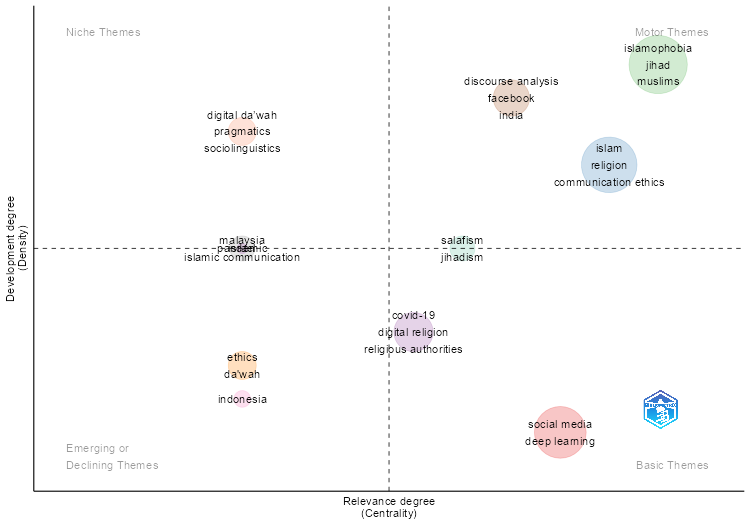 Niche Themes
Motor Themes
islamophobia
jihad
muslims
discourse analysis
facebook
india
digital da'wah
pragmatics
sociolinguistics
islam
religion
communication ethics
malaysia
islamic communication
salafism
jihadism
covid-19
digital religion
religious authorities
ethics
da'wah
indonesia
social media
deep learning
Emerging or
Declining Themes
Basic Themes
Development degree
(Density)
Relevance degree
(Centrality)